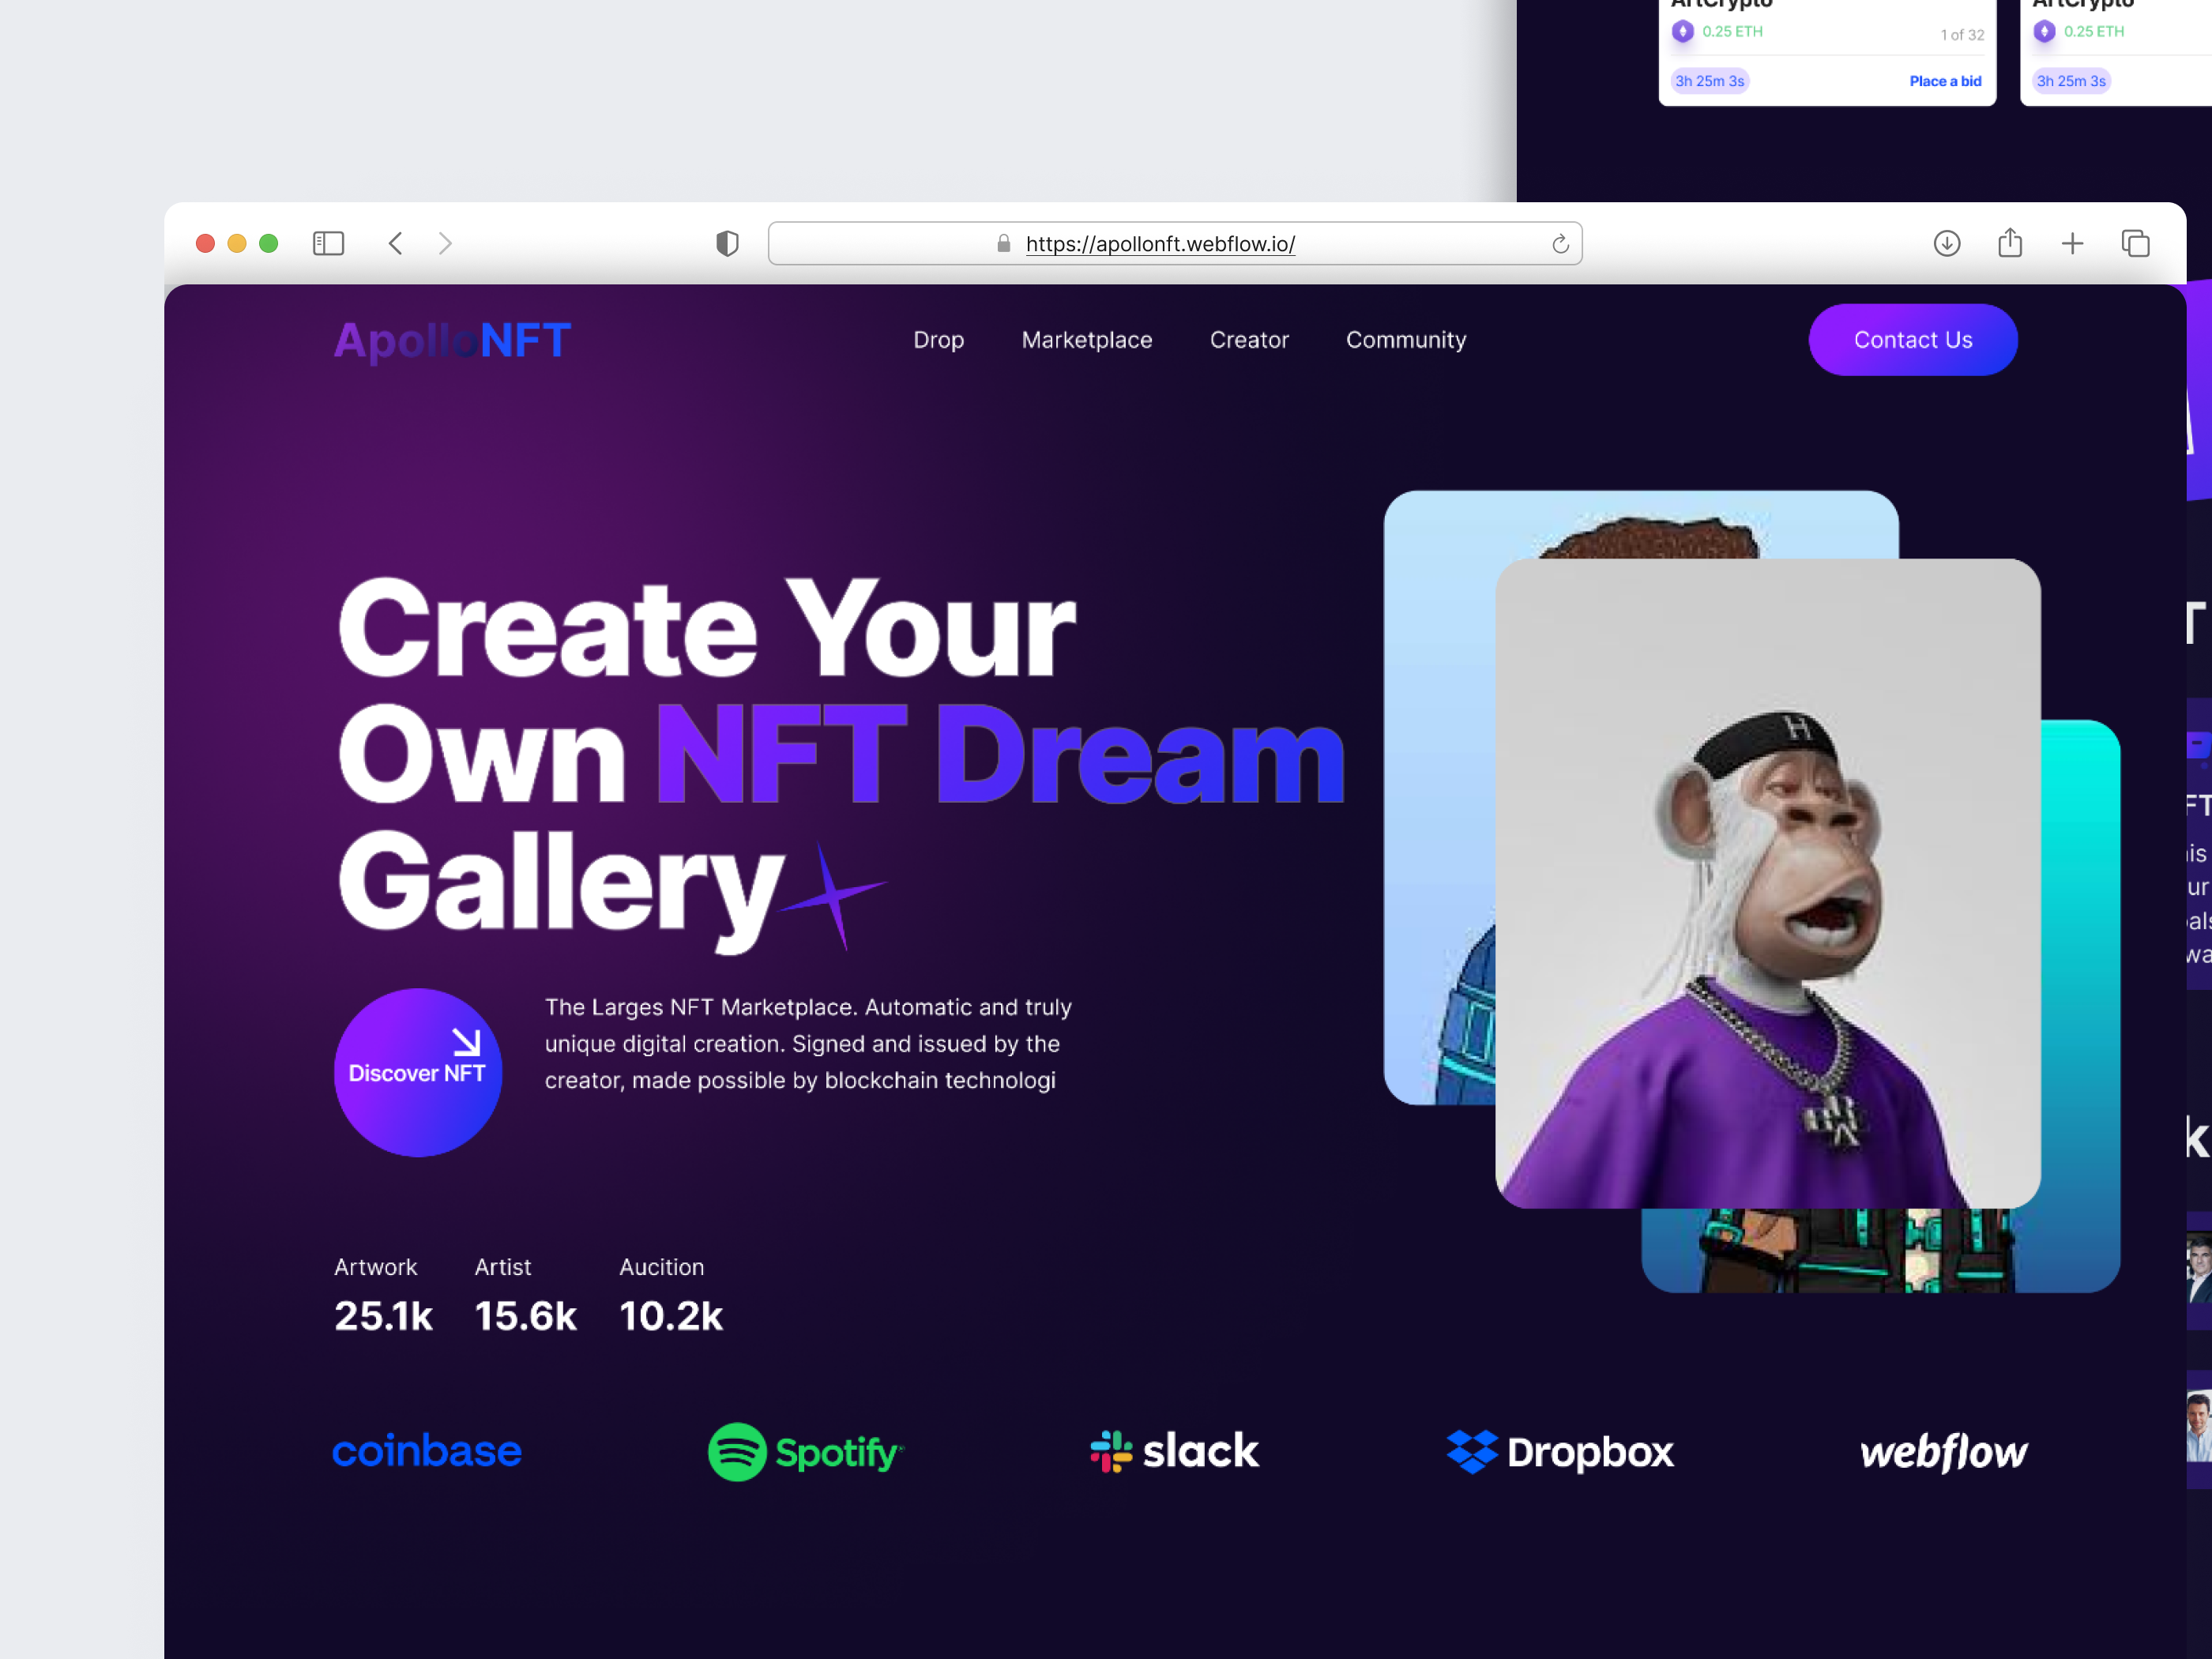 ArtCrypto
ArtCrypto
0.25 ETH
1 of 32
0.25 ETH
3h 25m 3s
Place a bid
3h 25m 3s
https://apollonft.webflow.io/
ApolloNFT
Drop
Marketplace
Creator
Community
Contact Us
Create Your
Own NFT Dream
Gallery
Discover NFT
The Larges NFT Marketplace. Automatic and truly
unique digital creation. Signed and issued by the
creator, made possible by blockchain technologi
Artwork
Artist
Aucition
25.1k
15.6k
10.2k
coinbase
Spotify
slack
Dropbox
webflow
H